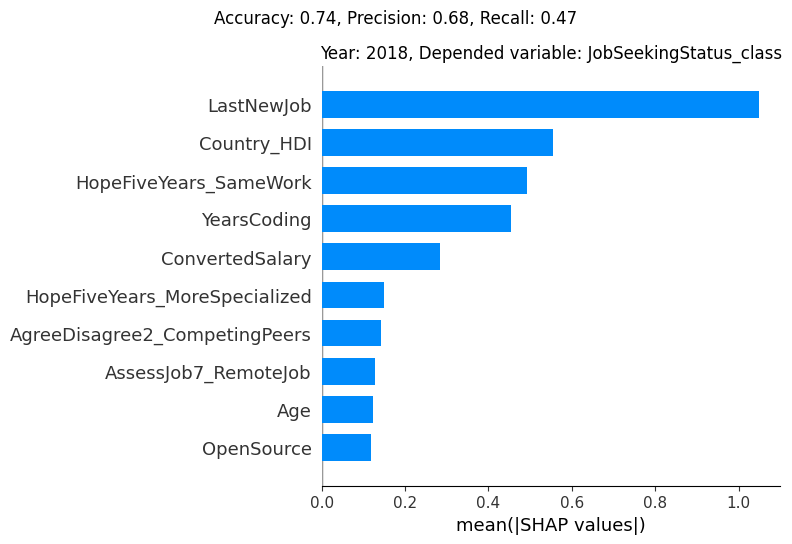 Accuracy: 0.74, Precision: 0.68, Recall: 0.47
Year: 2018, Depended variable: JobSeekingStatus_class
LastNewJob
Country_HDI
HopeFiveYears_SameWork
YearsCoding
ConvertedSalary
HopeFiveYears_MoreSpecialized
AgreeDisagree2_CompetingPeers
AssessJob7_RemoteJob
Age
OpenSource
0.0 0.2 0.4 0.6 0.8 1.0
mean(|SHAP values|)